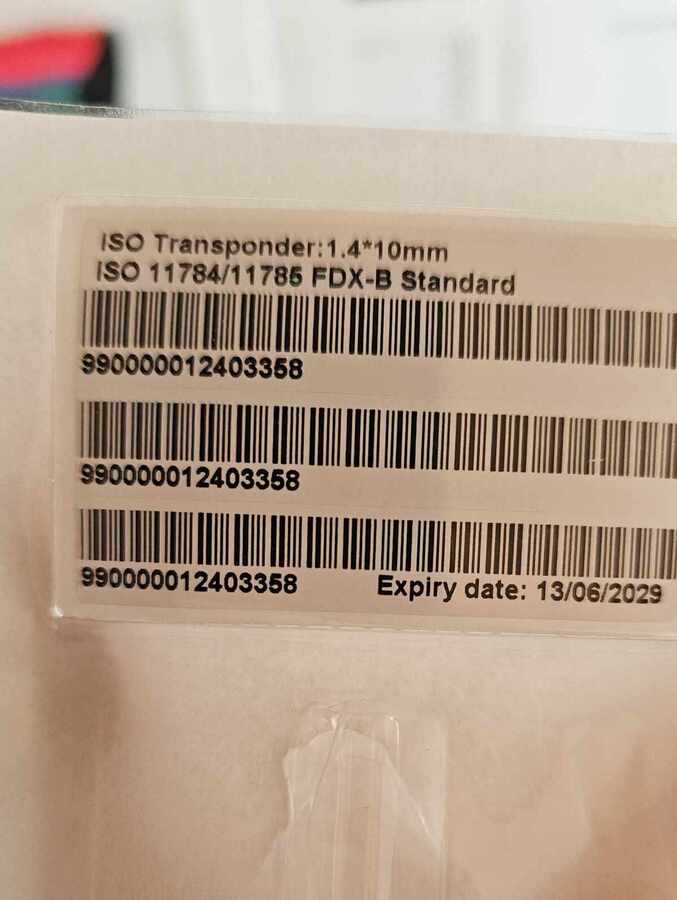 ISO Transponder:1.4*10mm
ISO 11784/11785 FDX-B Standard
990000012403358
990000012403358
990000012403358 Expiry date: 13/06/2029